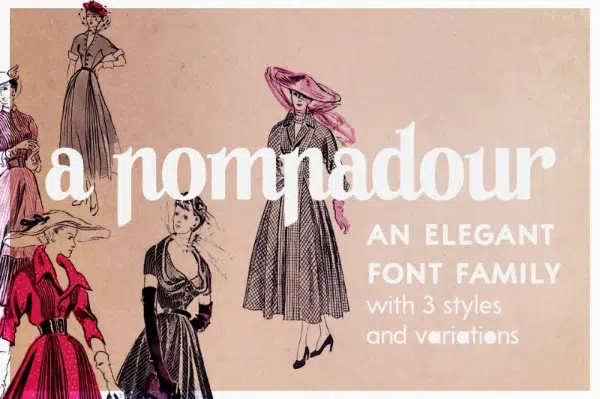 a pompadour
AN ELEGANT
FONT FAMILY
with 3 styles
and variations